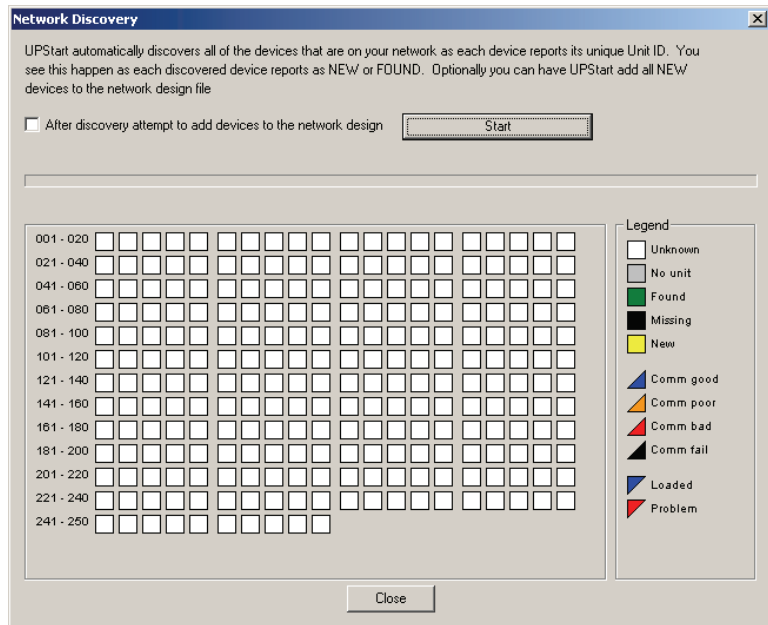 Network Discovery
UPStart automatically discovers all of the devices that are on your network as each device reports its unique Unit ID. You
see this happen as each discovered device reports as NEW or FOUND. Optionally you can have UPStart add all NEW
devices to the network design file
After discovery attempt to add devices to the network design
Start
001 - 020
021 - 040
041 - 060
061 - 080
081 - 100
101 - 120
121 - 140
141 - 160
161 - 180
181 - 200
201 - 220
221 - 240
241 - 250
Legend
Unknown
No unit
Found
Missing
New
Comm good
Comm poor
Comm bad
Comm fail
Loaded
Problem
Close